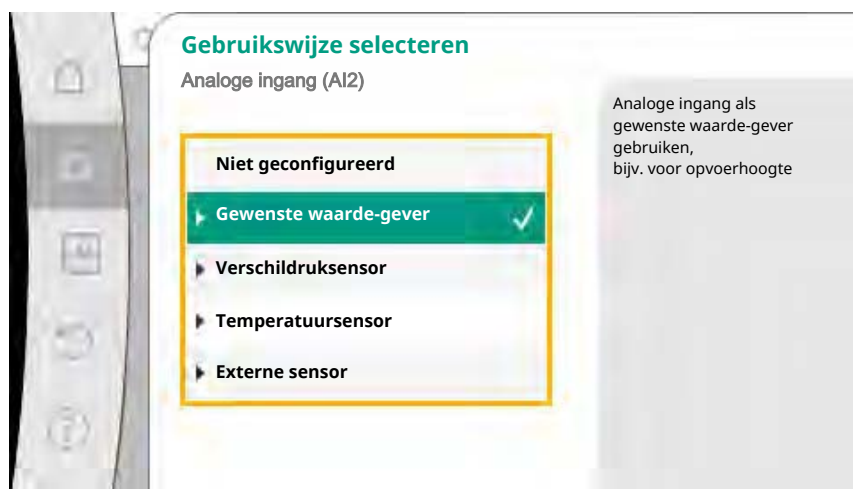 Gebruikswijze selecteren
Analoge ingang (AI2)
Niet geconfigureerd
Gewenste waarde-gever
Verschildruksensor
Temperatuursensor
Externe sensor
Analoge ingang als
gewenste waarde-gever
gebruiken,
bijv. voor opvoerhoogte